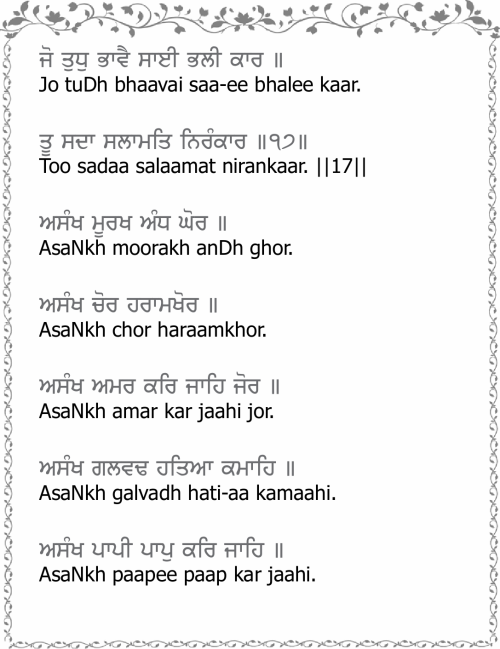 ਜੋ ਤੁਧੁ ਭਾਵੈ ਸਾਈ ਭਲੀ ਕਾਰ ॥
Jo tuDh bhaavai saa-ee bhalee kaar.
ਤੂ ਸਦਾ ਸਲਾਮਤਿ ਨਿਰੰਕਾਰ ॥੧੭॥
Too sadaa salaamat nirankaar. ||17||
ਅਸੰਖ ਮੂਰਖ ਅੰਧ ਘੋਰ ॥
AsaNkh moorakh anDh ghor.
ਅਸੰਖ ਚੋਰ ਹਰਾਮਖੋਰ ॥
AsaNkh chor haraamkhor.
ਅਸੰਖ ਅਮਰ ਕਰਿ ਜਾਹਿ ਜੋਰ ॥
AsaNkh amar kar jaahi jor.
ਅਸੰਖ ਗਲਵਢ ਹਤਿਆ ਕਮਾਹਿ ॥
AsaNkh galvadh hati-aa kamaahi.
ਅਸੰਖ ਪਾਪੀ ਪਾਪੁ ਕਰਿ ਜਾਹਿ ॥
AsaNkh paapee paap kar jaahi.